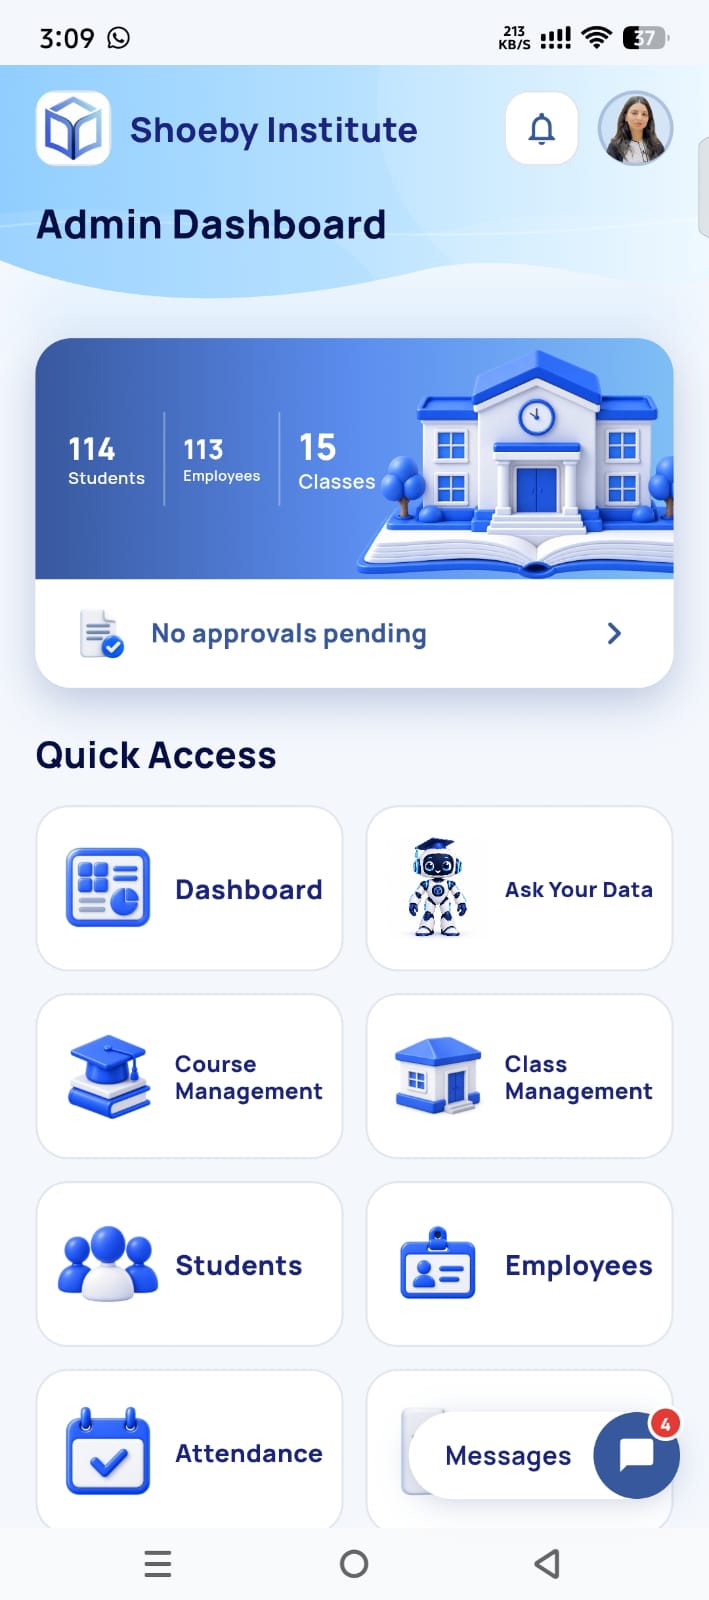 3:09
213
KB/S
37
Shoeby Institute
Admin Dashboard
114
Students
113
Employees
15
Classes
No approvals pending
Quick Access
Dashboard
Ask Your Data
Course
Management
Class
Management
Students
Employees
Attendance
Messages
4